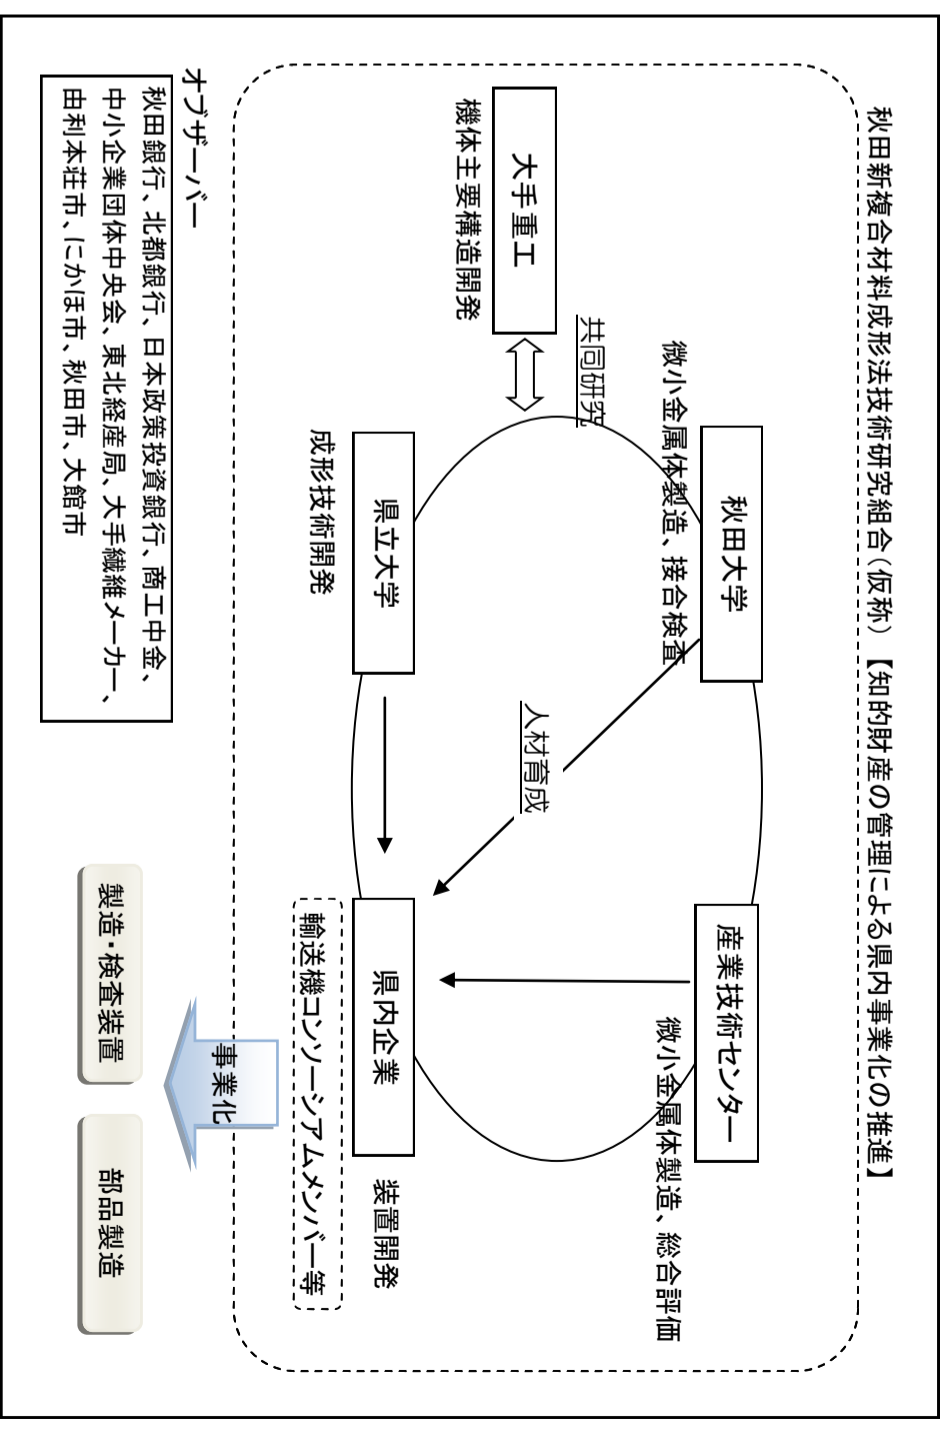 秋田新複合材料成形法技術研究組合（仮称）【知的財産の管理による県内事業化の推進】
秋田大学
微小金属体製造、接合検査
産業技術センター
微小金属体製造、総合評価
共同研究
大手重工
機体主要構造開発
人材育成
県立大学
成形技術開発
県内企業
装置開発
輸送機コンソーシアムメンバー等
事業化
オブザーバー
秋田銀行、北都銀行、日本政策投資銀行、商工中金、
中小企業団体中央会、東北経産局、大手繊維メーカー、
由利本荘市、にかほ市、秋田市、大館市
製造・検査装置
部品製造